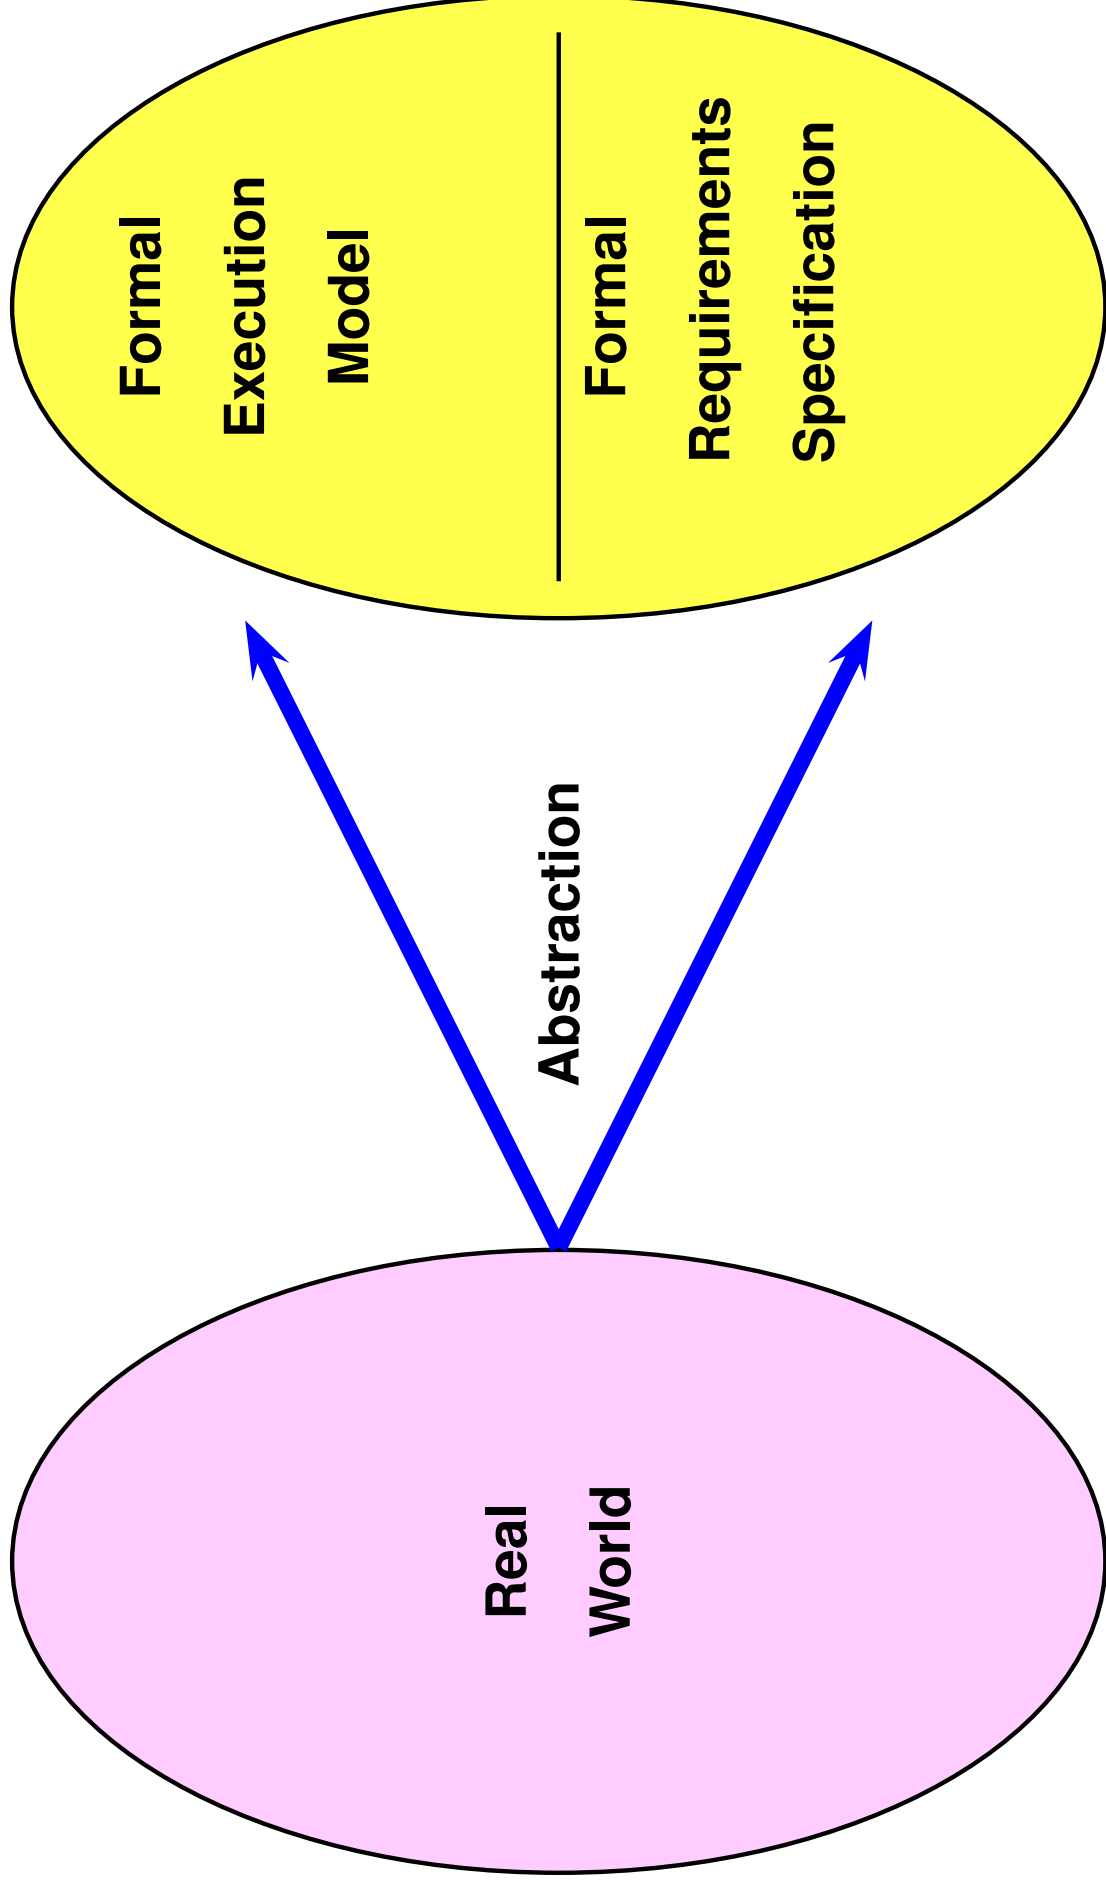 Real
World
Abstraction
Formal
Execution
Model
Formal
Requirements
Specification